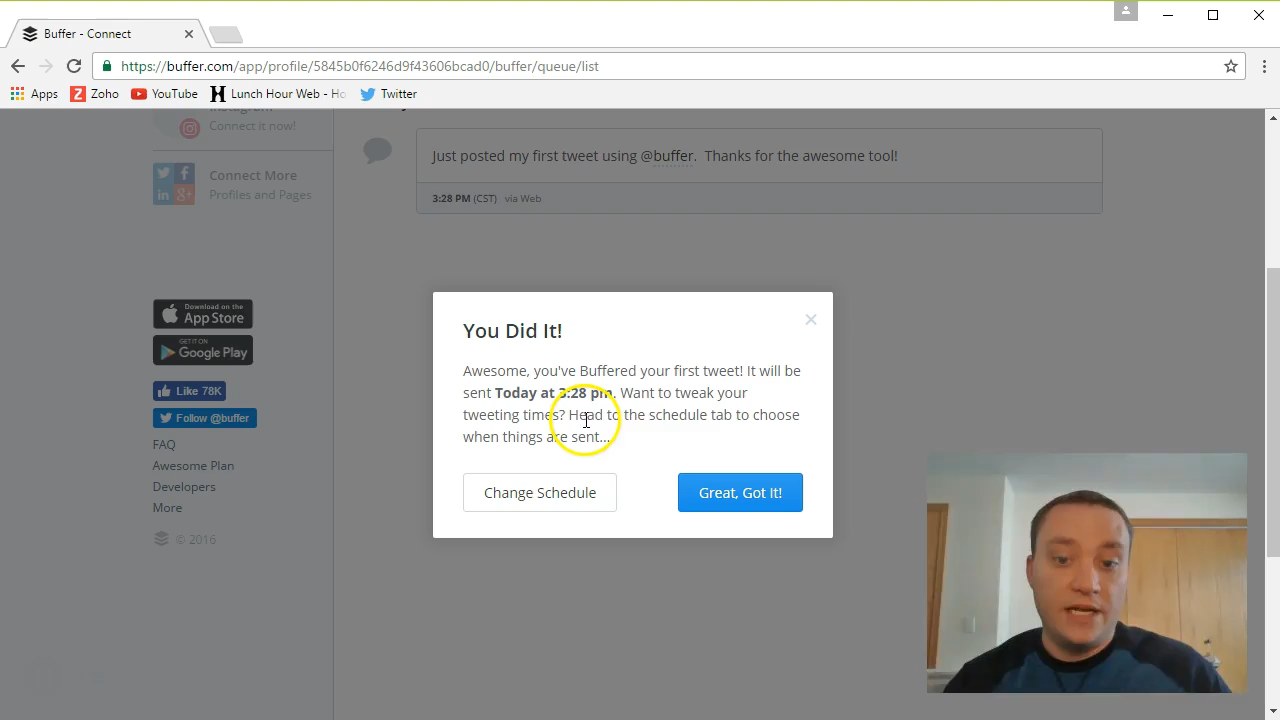 Buffer - Connect
https://buffer.com/app/profile/5845b0f6246d9f43606bcad0/buffer/queue/list
Apps
Zoho
YouTube
Lunch Hour Web - Ho
Twitter
Connect it now!
Just posted my first tweet using @buffer. Thanks for the awesome tool!
Connect More
Profiles and Pages
3:28 PM (CST) via Web
Download on the
App Store
GET IT ON
Google Play
Like 78K
Follow @buffer
FAQ
Awesome Plan
Developers
More
© 2016
You Did It!
Awesome, you've Buffered your first tweet! It will be
sent Today at 3:28 pm. Want to tweak your
tweeting times? Head to the schedule tab to choose
when things are sent...
Change Schedule
Great, Got It!